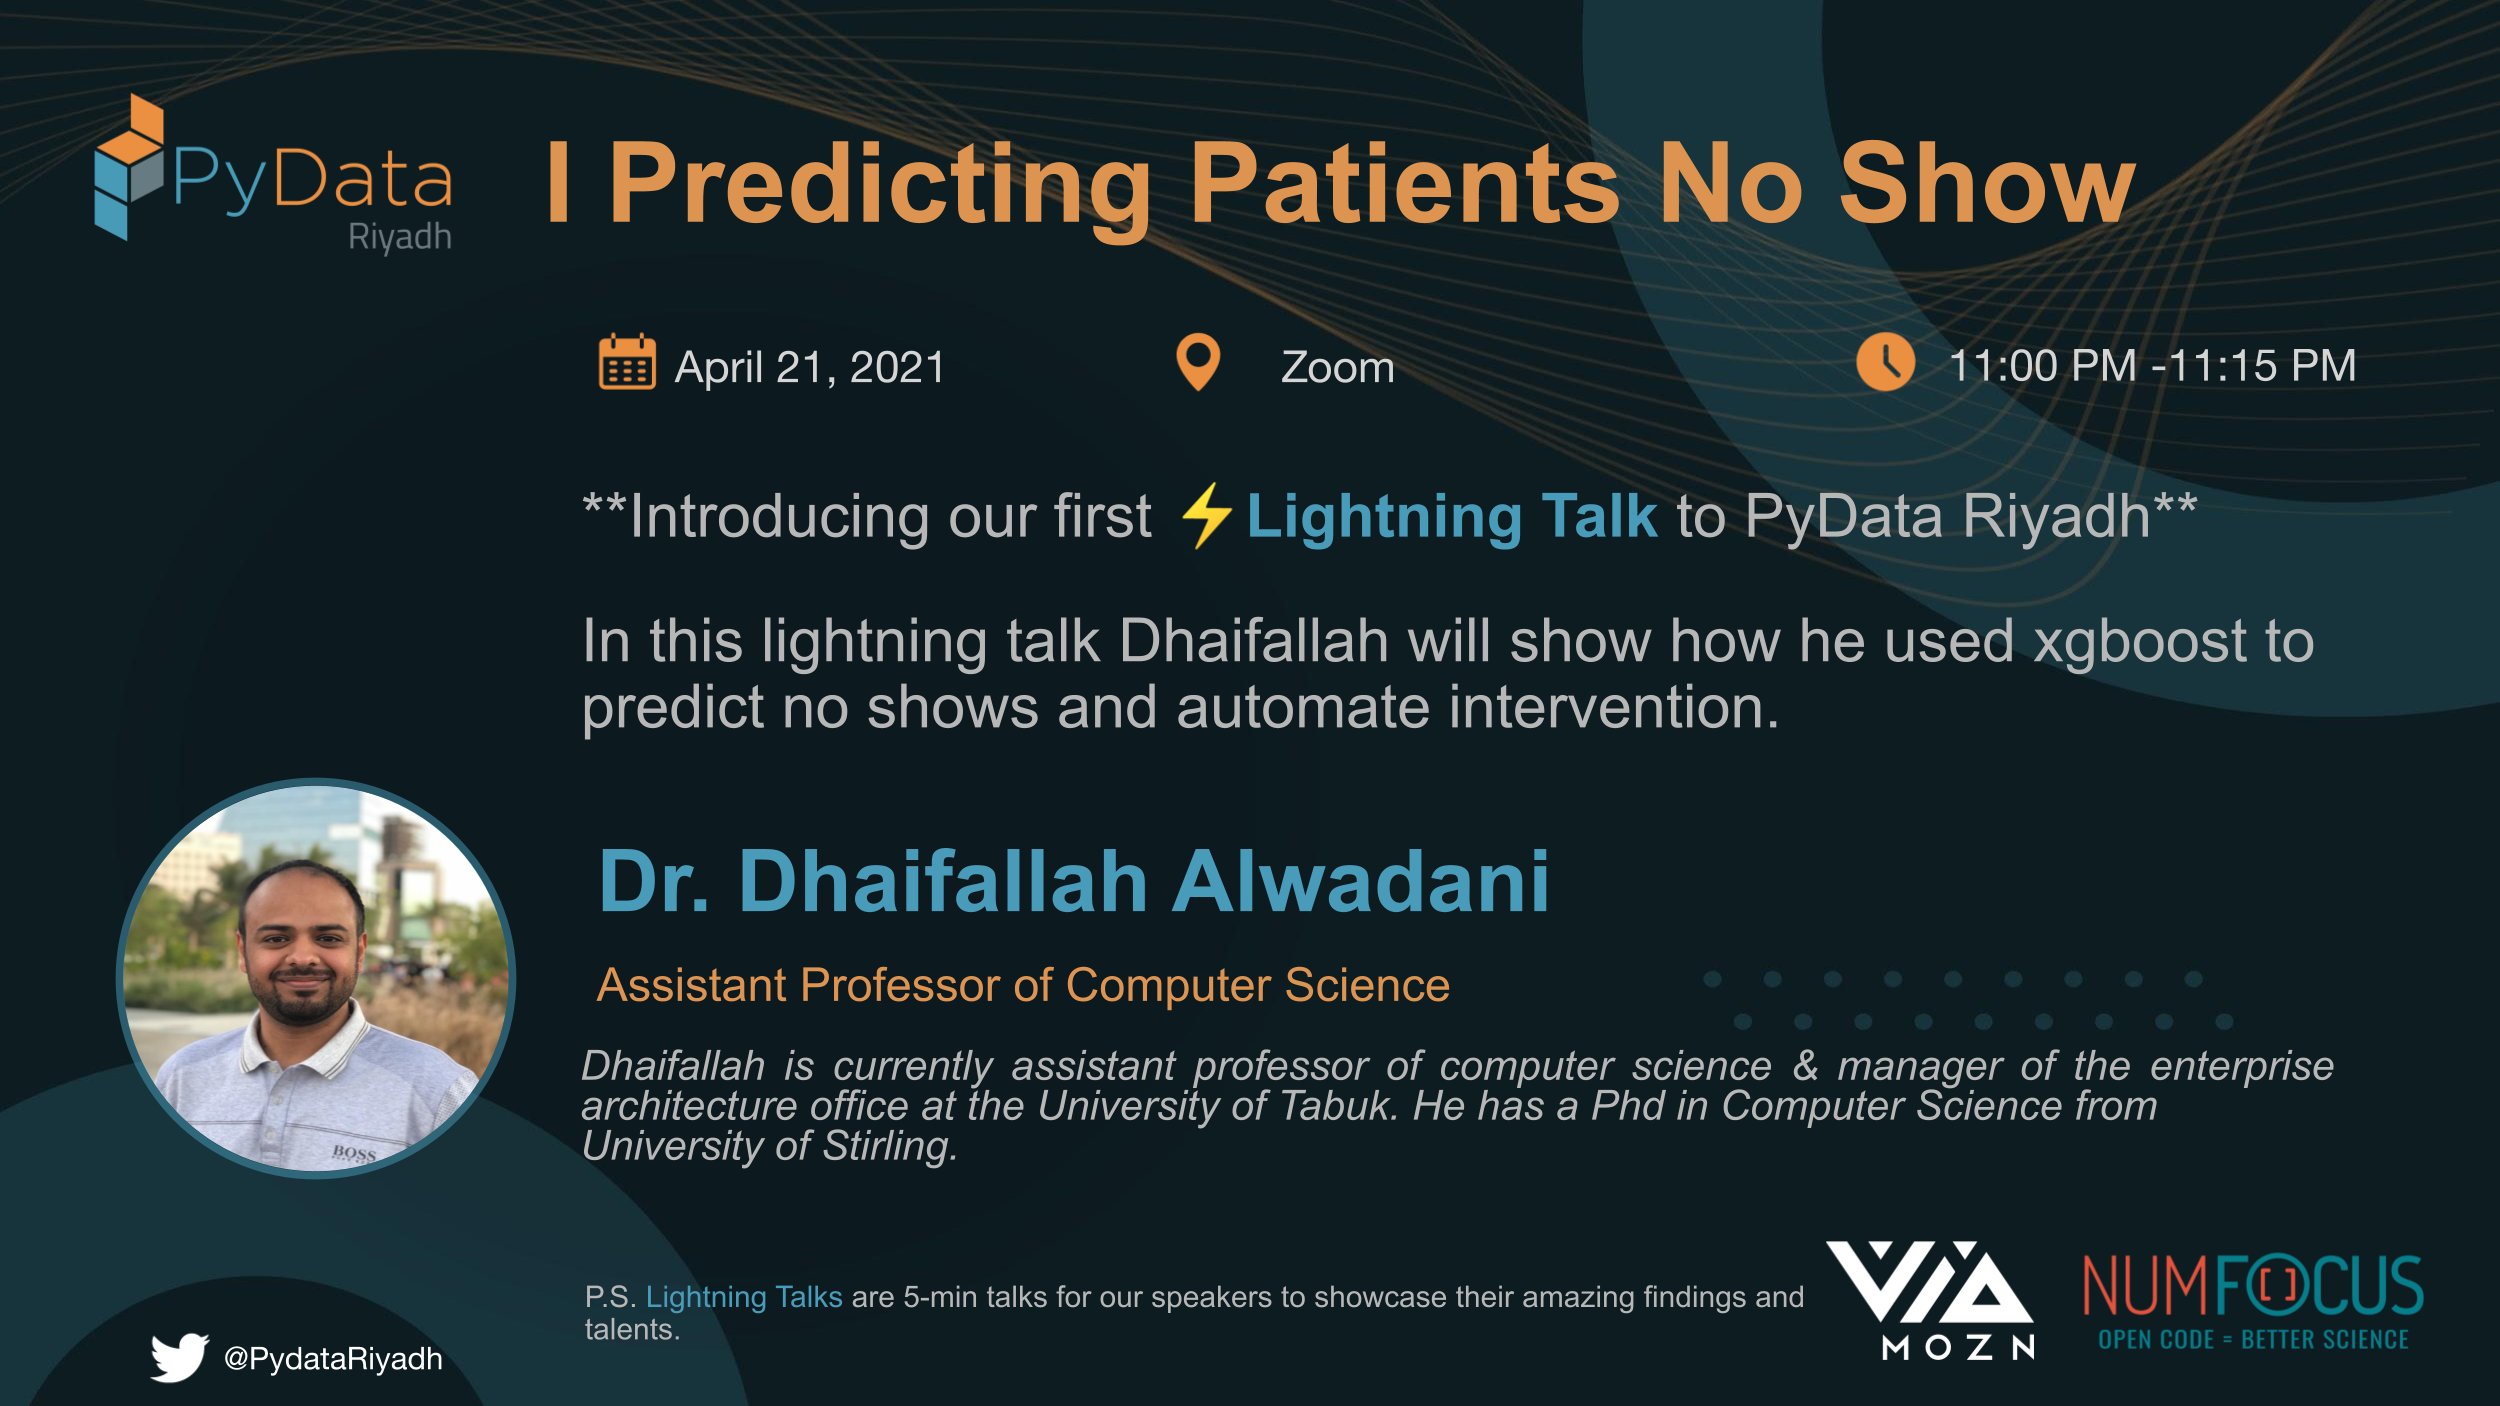 PyData
Riyadh
I Predicting Patients No Show
April 21, 2021
Zoom
11:00 PM -11:15 PM
**Introducing our first ⚡Lightning Talk to PyData Riyadh**
In this lightning talk Dhaifallah will show how he used xgboost to
predict no shows and automate intervention.
Dr. Dhaifallah Alwadani
Assistant Professor of Computer Science
Dhaifallah is currently assistant professor of computer science & manager of the enterprise
architecture office at the University of Tabuk. He has a Phd in Computer Science from
University of Stirling.
BOSS
P.S. Lightning Talks are 5-min talks for our speakers to showcase their amazing findings and
talents.
@PydataRiyadh
MOZN
NUMFOCUS
OPEN CODE = BETTER SCIENCE